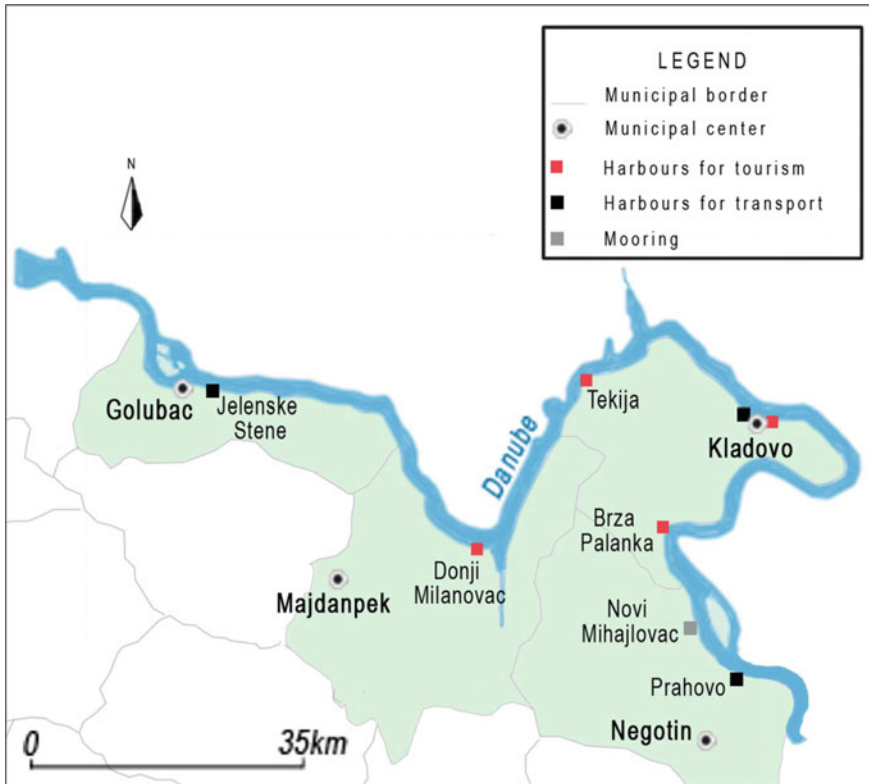 LEGEND
Municipal border
Municipal center
Harbours for tourism
Harbours for transport
Mooring
N
Golubac
Jelenske
Stene
Danube
Tekija
Kladovo
Brza
Palanka
Donji
Milanovac
Majdanpek
Novi
Mihajlovac
Prahovo
Negotin
0 35km